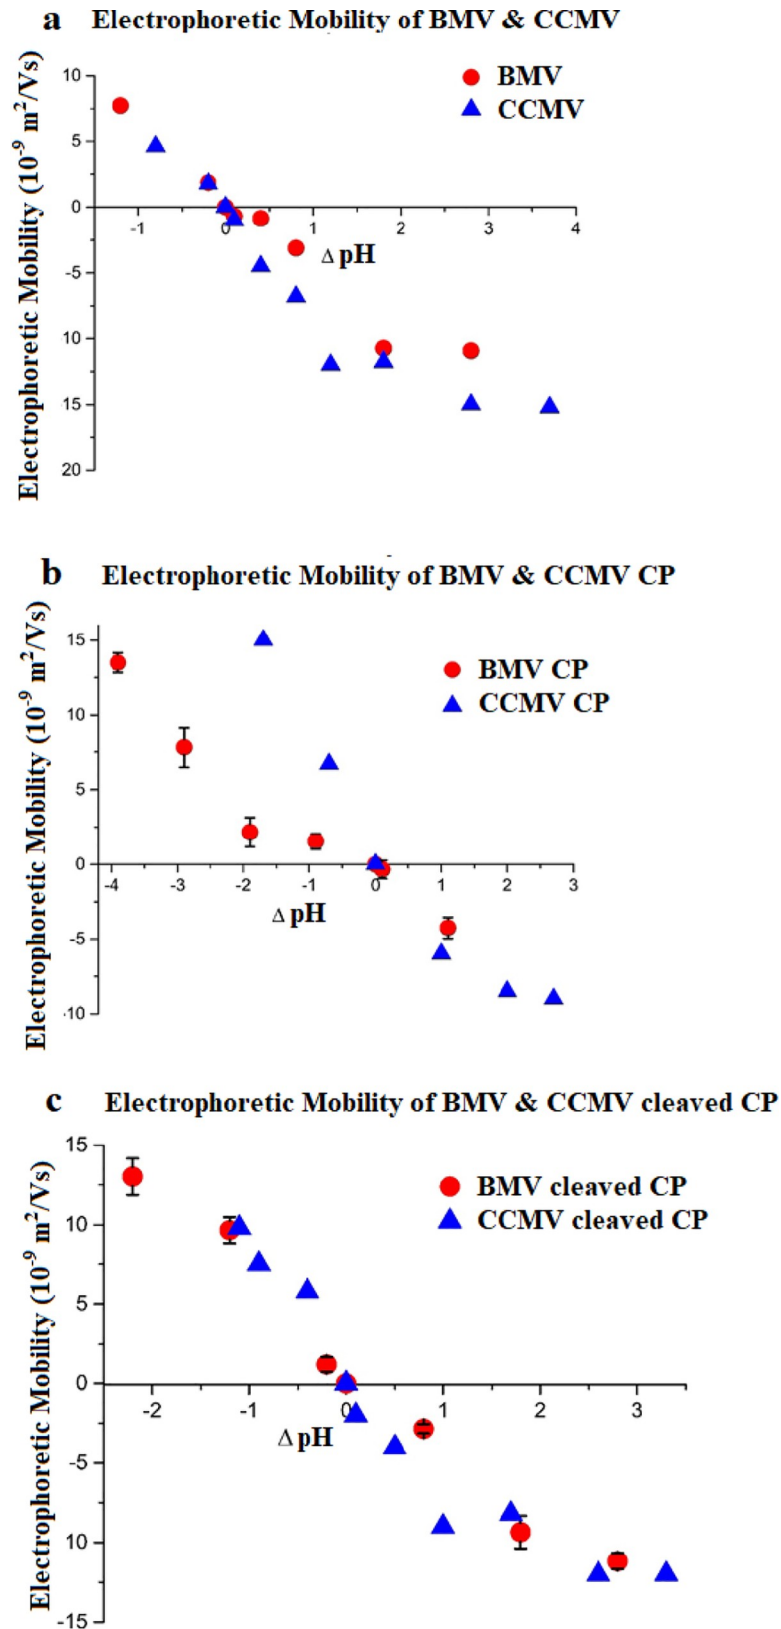 a Electrophoretic Mobility of BMV & CCMV
Electrophoretic Mobility (10⁻⁹ m²/Vs)
BMV
CCMV
10
5
0
-5
10
15
20
-1 0 1 2 3 4
Δ pH
b Electrophoretic Mobility of BMV & CCMV CP
Electrophoretic Mobility (10⁻⁹ m²/Vs)
BMV CP
CCMV CP
15
10
5
0
-5
-10
-4 -3 -2 -1 0 1 2 3
Δ pH
c Electrophoretic Mobility of BMV & CCMV cleaved CP
Electrophoretic Mobility (10⁻⁹ m²/Vs)
BMV cleaved CP
CCMV cleaved CP
15
10
5
0
-5
10
-15
-2 -1 0 1 2 3
Δ pH